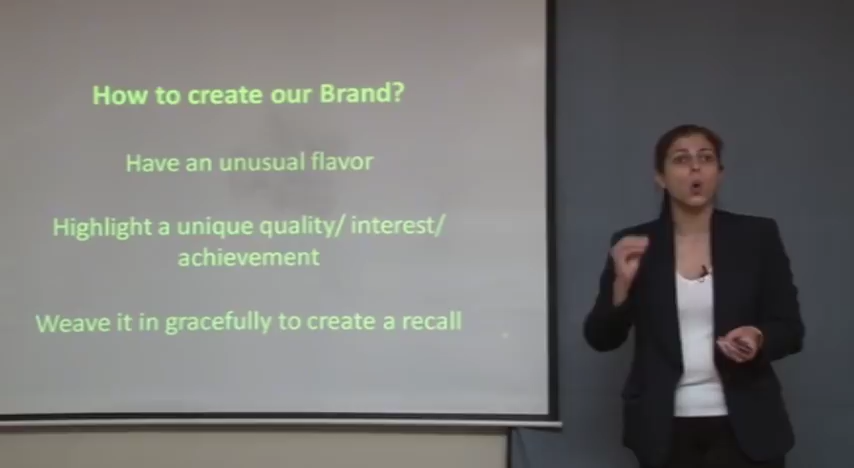 How to create our Brand?
Have an unusual flavor
Highlight a unique quality/ interest/
achievement
Weave it in gracefully to create a recall